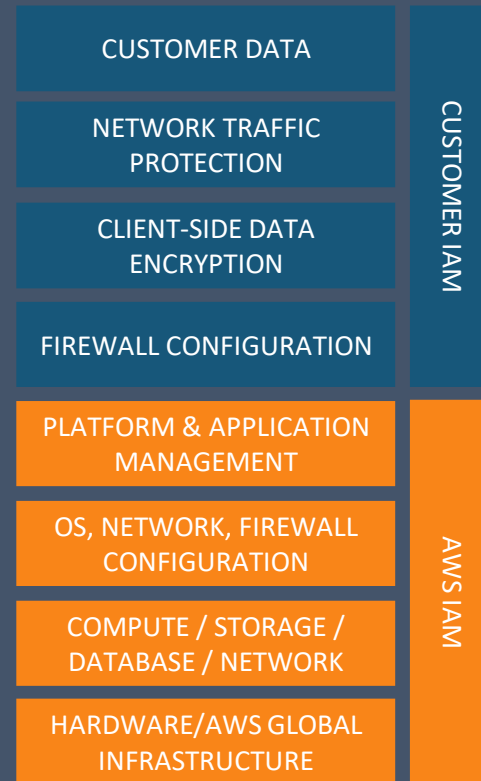 CUSTOMER DATA
NETWORK TRAFFIC
PROTECTION
CLIENT-SIDE DATA
ENCRYPTION
FIREWALL CONFIGURATION
CUSTOMER IAM
PLATFORM & APPLICATION
MANAGEMENT
OS, NETWORK, FIREWALL
CONFIGURATION
COMPUTE / STORAGE /
DATABASE / NETWORK
HARDWARE/AWS GLOBAL
INFRASTRUCTURE
AWS IAM